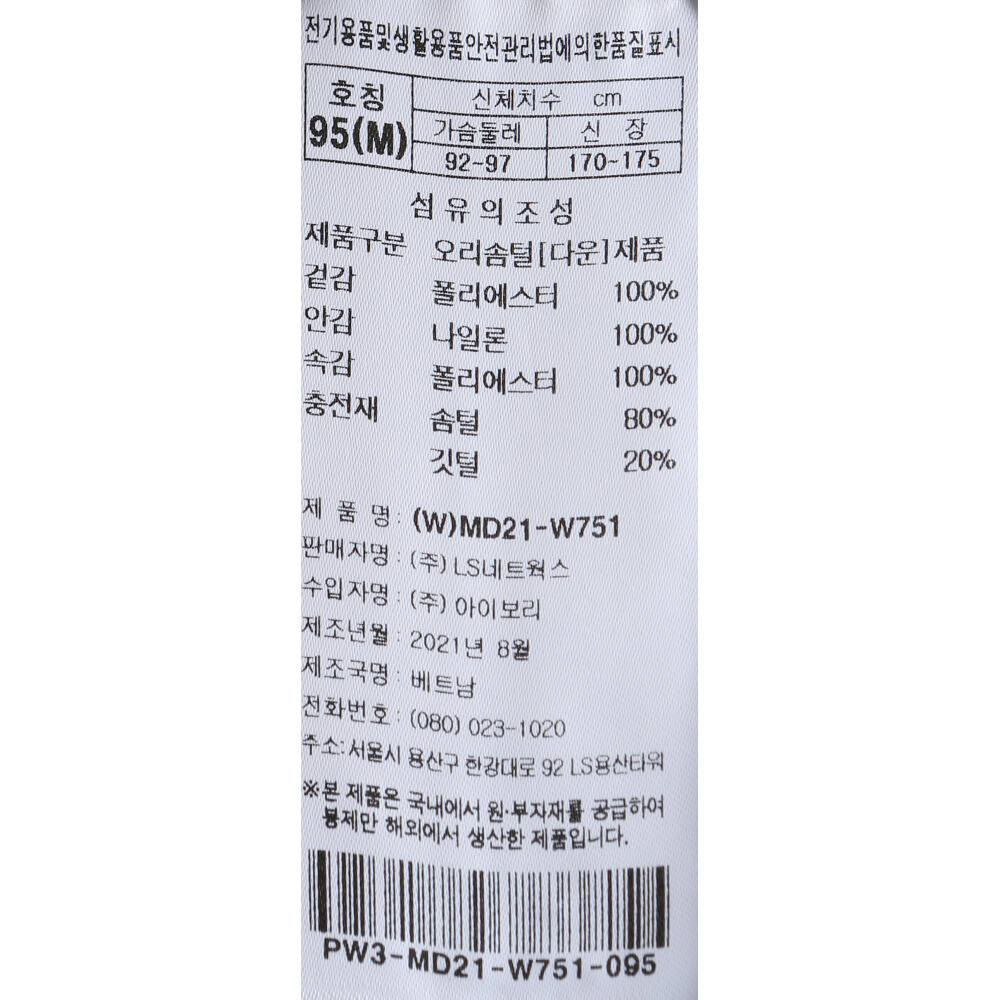 전기용품및생활용품안전관리법에의한품질표시
호칭 신체치수 cm
95(M) 가슴둘레 신 장
92~97 170~175
섬유의조성
제품구분 오리솜털[다운]제품
겉감 폴리에스터 100%
안감 나일론 100%
속감 폴리에스터 100%
충전재 솜털 80%
깃털 20%
제 품 명 : (W)MD21-W751
판매자명 : (주) LS네트웍스
수입자명 : (주) 아이보리
제조년월 : 2021년 8월
제조국명 : 베트남
전화번호 : (080) 023-1020
주소: 서울시 용산구 한강대로 92 LS용산타워
※본 제품은 국내에서 원·부자재를 공급하여
봉제만 해외에서 생산한 제품입니다.
PW3-MD21-W751-095